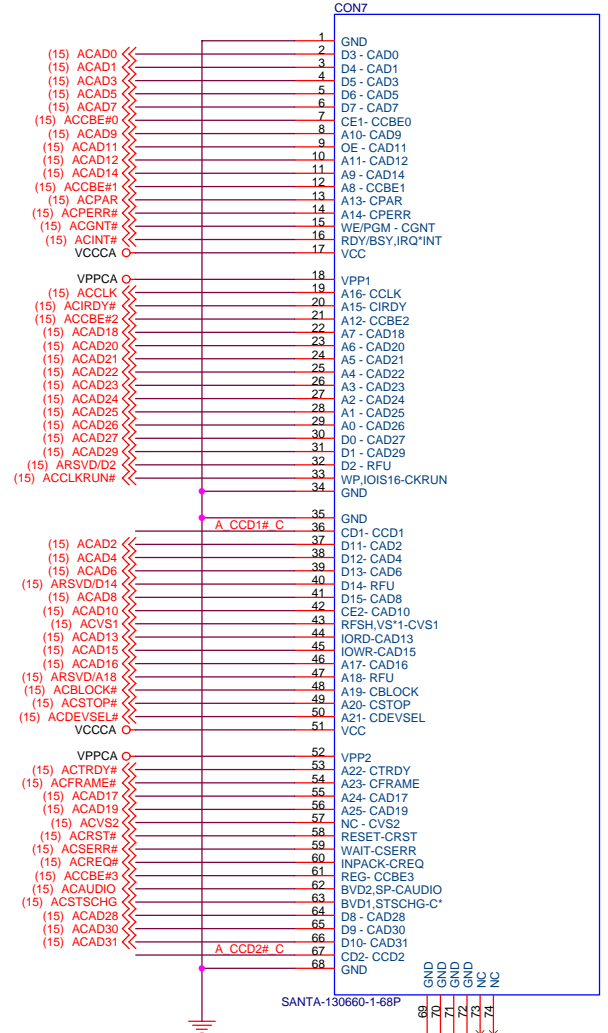 CON7
1 GND
(15) ACAD0 2 D3 - CAD0
(15) ACAD1 3 D4 - CAD1
(15) ACAD3 4 D5 - CAD3
(15) ACAD5 5 D6 - CAD5
(15) ACAD7 6 D7 - CAD7
(15) ACCBE#0 7 CE1- CCBE0
(15) ACAD9 8 A10- CAD9
(15) ACAD11 9 OE - CAD11
(15) ACAD12 10 A11- CAD12
(15) ACAD14 11 A9 - CAD14
(15) ACCBE#1 12 A8 - CCBE1
(15) ACPAR 13 A13- CPAR
(15) ACPERR# 14 A14- CPERR
(15) ACGNT# 15 WE/PGM - CGNT
(15) ACINT# 16 RDY/BSY,IRQ*INT
VCCCA 17 VCC
VPPCA 18 VPP1
(15) ACCLK 19 A16- CCLK
(15) ACIRDY# 20 A15- CIRDY
(15) ACCBE#2 21 A12- CCBE2
(15) ACAD18 22 A7 - CAD18
(15) ACAD20 23 A6 - CAD20
(15) ACAD21 24 A5 - CAD21
(15) ACAD22 25 A4 - CAD22
(15) ACAD23 26 A3 - CAD23
(15) ACAD24 27 A2 - CAD24
(15) ACAD25 28 A1 - CAD25
(15) ACAD26 29 A0 - CAD26
(15) ACAD27 30 D0 - CAD27
(15) ACAD29 31 D1 - CAD29
(15) ARSVD/D2 32 D2 - RFU
(15) ACCLKRUN# 33 WP,IOIS16-CKRUN
34 GND
35 GND
A_CCD1#_C 36 CD1- CCD1
(15) ACAD2 37 D11- CAD2
(15) ACAD4 38 D12- CAD4
(15) ACAD6 39 D13- CAD6
(15) ARSVD/D14 40 D14- RFU
(15) ACAD8 41 D15- CAD8
(15) ACAD10 42 CE2- CAD10
(15) ACVS1 43 RFSH,VS*1-CVS1
(15) ACAD13 44 IORD-CAD13
(15) ACAD15 45 IOWR-CAD15
(15) ACAD16 46 A17- CAD16
(15) ARSVD/A18 47 A18- RFU
(15) ACBLOCK# 48 A19- CBLOCK
(15) ACSTOP# 49 A20- CSTOP
(15) ACDEVSEL# 50 A21- CDEVSEL
VCCCA 51 VCC
VPPCA 52 VPP2
(15) ACTRDY# 53 A22- CTRDY
(15) ACFRAME# 54 A23- CFRAME
(15) ACAD17 55 A24- CAD17
(15) ACAD19 56 A25- CAD19
(15) ACVS2 57 NC - CVS2
(15) ACRST# 58 RESET-CRST
(15) ACSERR# 59 WAIT-CSERR
(15) ACREQ# 60 INPACK-CREQ
(15) ACCBE#3 61 REG- CCBE3
(15) ACAUDIO 62 BVD2,SP-CAUDIO
(15) ACSTSCHG 63 BVD1,STSCHG-C*
(15) ACAD28 64 D8 - CAD28
(15) ACAD30 65 D9 - CAD30
(15) ACAD31 66 D10- CAD31
A_CCD2#_C 67 CD2- CCD2
68 GND
GND GND GND GND NC NC
SANTA-130660-1-68P
69 70 71 72 73 74